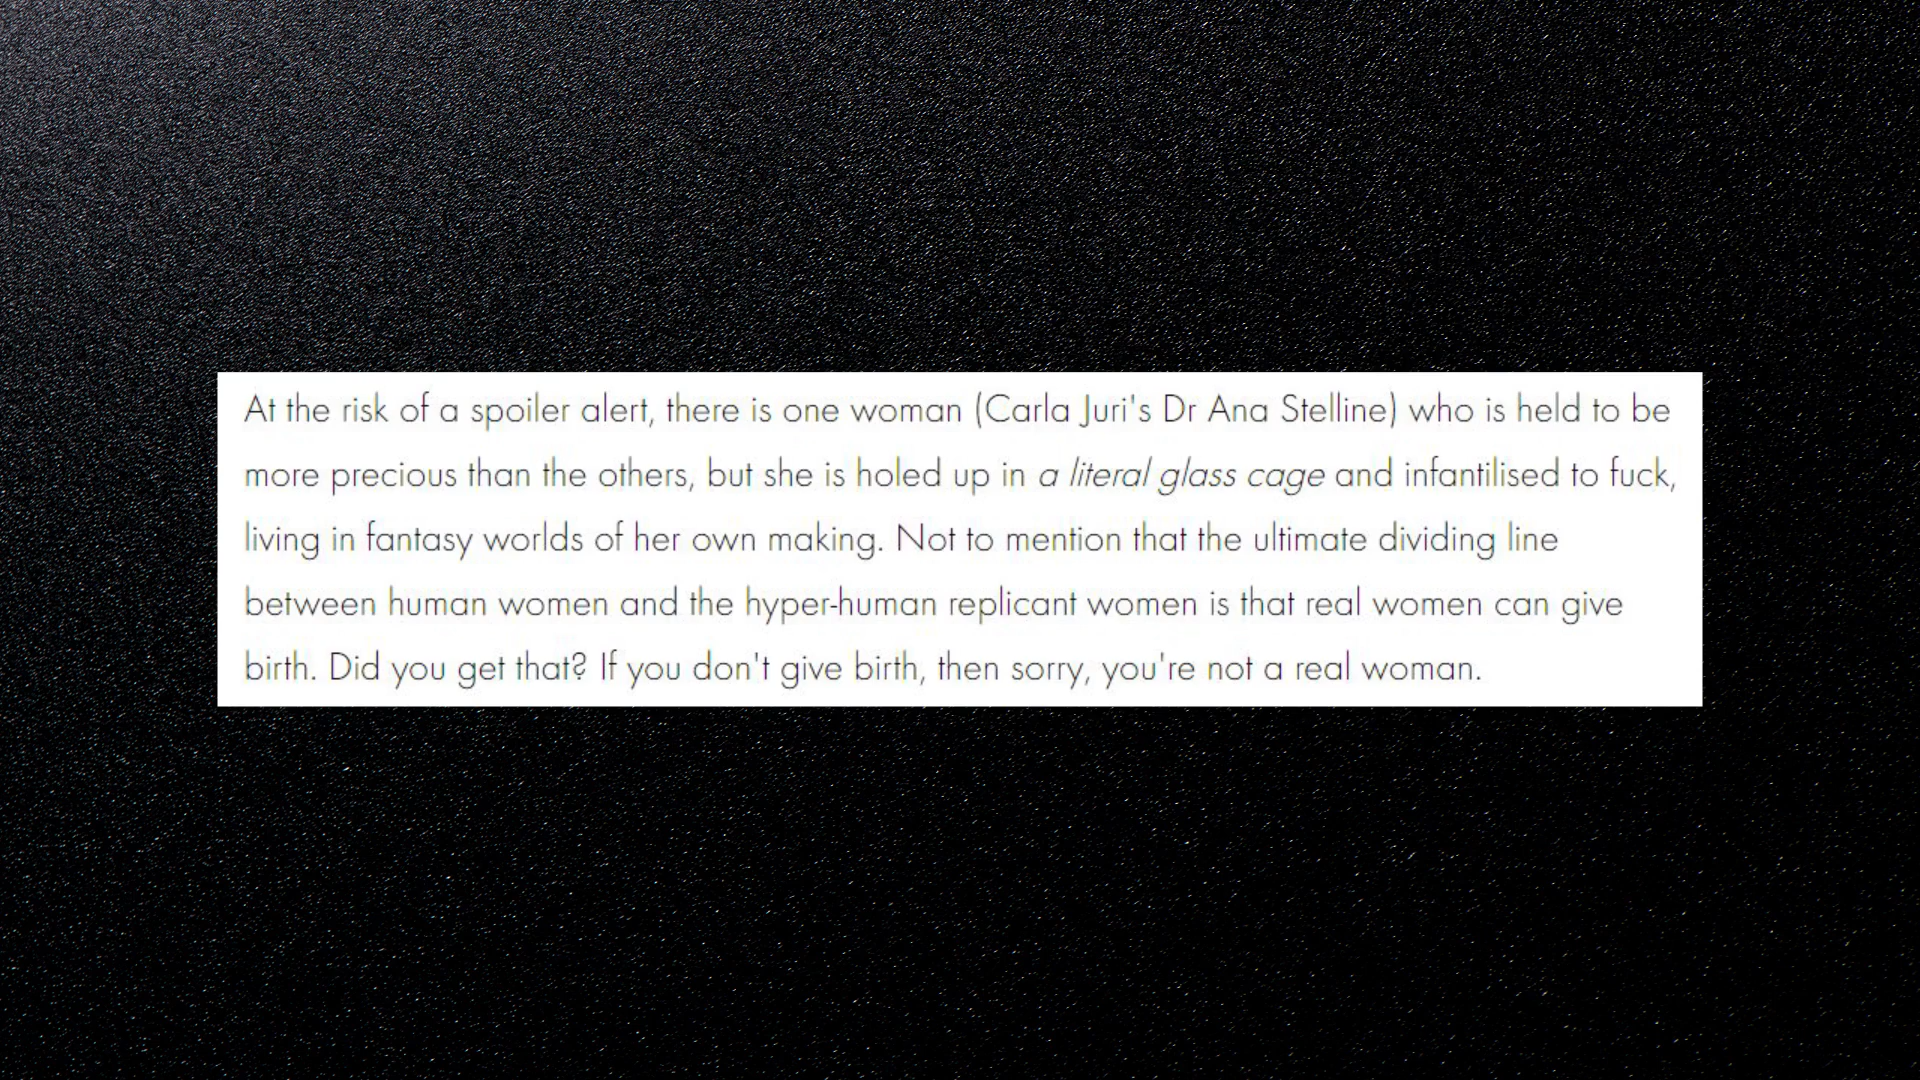 At the risk of a spoiler alert, there is one woman (Carla Juri's Dr Ana Stelline) who is held to be
more precious than the others, but she is holed up in a literal glass cage and infantilised to fuck,
living in fantasy worlds of her own making. Not to mention that the ultimate dividing line
between human women and the hyper-human replicant women is that real women can give
birth. Did you get that? If you don't give birth, then sorry, you're not a real woman.